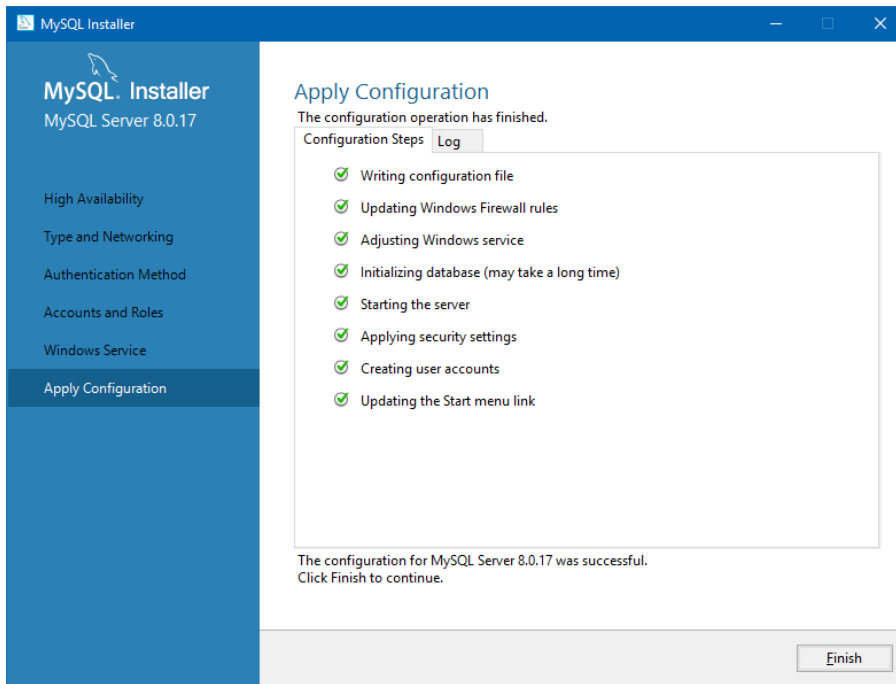 MySQL Installer
MySQL. Installer
MySQL Server 8.0.17
High Availability
Type and Networking
Authentication Method
Accounts and Roles
Windows Service
Apply Configuration
Apply Configuration
The configuration operation has finished.
Configuration Steps Log
Writing configuration file
Updating Windows Firewall rules
Adjusting Windows service
Initializing database (may take a long time)
Starting the server
Applying security settings
Creating user accounts
Updating the Start menu link
The configuration for MySQL Server 8.0.17 was successful.
Click Finish to continue.
Finish